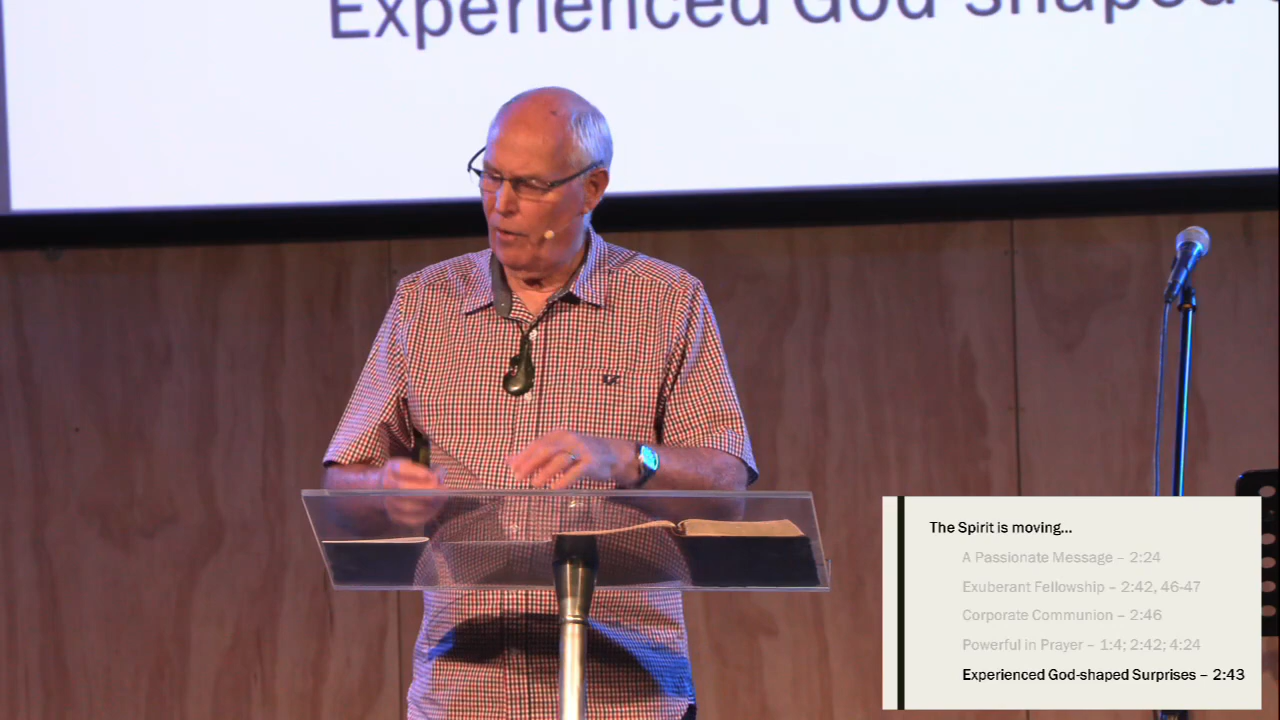 Experienced God-shaped
The Spirit is moving...
A Passionate Message – 2:24
Exuberant Fellowship – 2:42, 46-47
Corporate Communion – 2:46
Powerful in Prayer – 1:4; 2:42; 4:24
Experienced God-shaped Surprises – 2:43